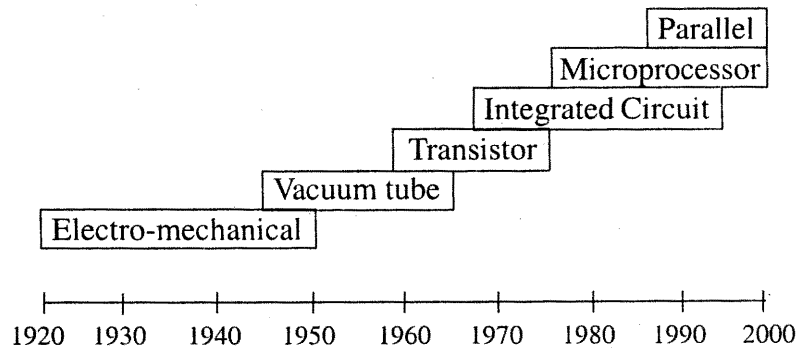 Parallel
Microprocessor
Integrated Circuit
Transistor
Vacuum tube
Electro-mechanical
1920 1930 1940 1950 1960 1970 1980 1990 2000